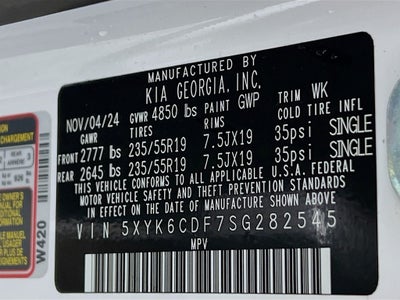 MANUFACTURED BY
KIA GEORGIA, INC.
NOV/04/24 GVWR 4850 lbs PAINT GWP TRIM WK
GAWR TIRES RIMS COLD TIRE INFL
FRONT 2777 lbs 235/55R19 7.5JX19 35psi SINGLE
REAR 2645 lbs 235/55R19 7.5JX19 35psi SINGLE
THIS VEHICLE CONFORMS TO ALL APPLICABLE U.S.A. FEDERAL
MOTOR VEHICLE SAFETY AND THEFT PREVENTION STANDARDS
IN EFFECT ON THE DATE OF MANUFACTURE SHOWN ABOVE
VIN 5XYK6CDF7SG282545
MPV
REAR
ARRIERE 3
W420